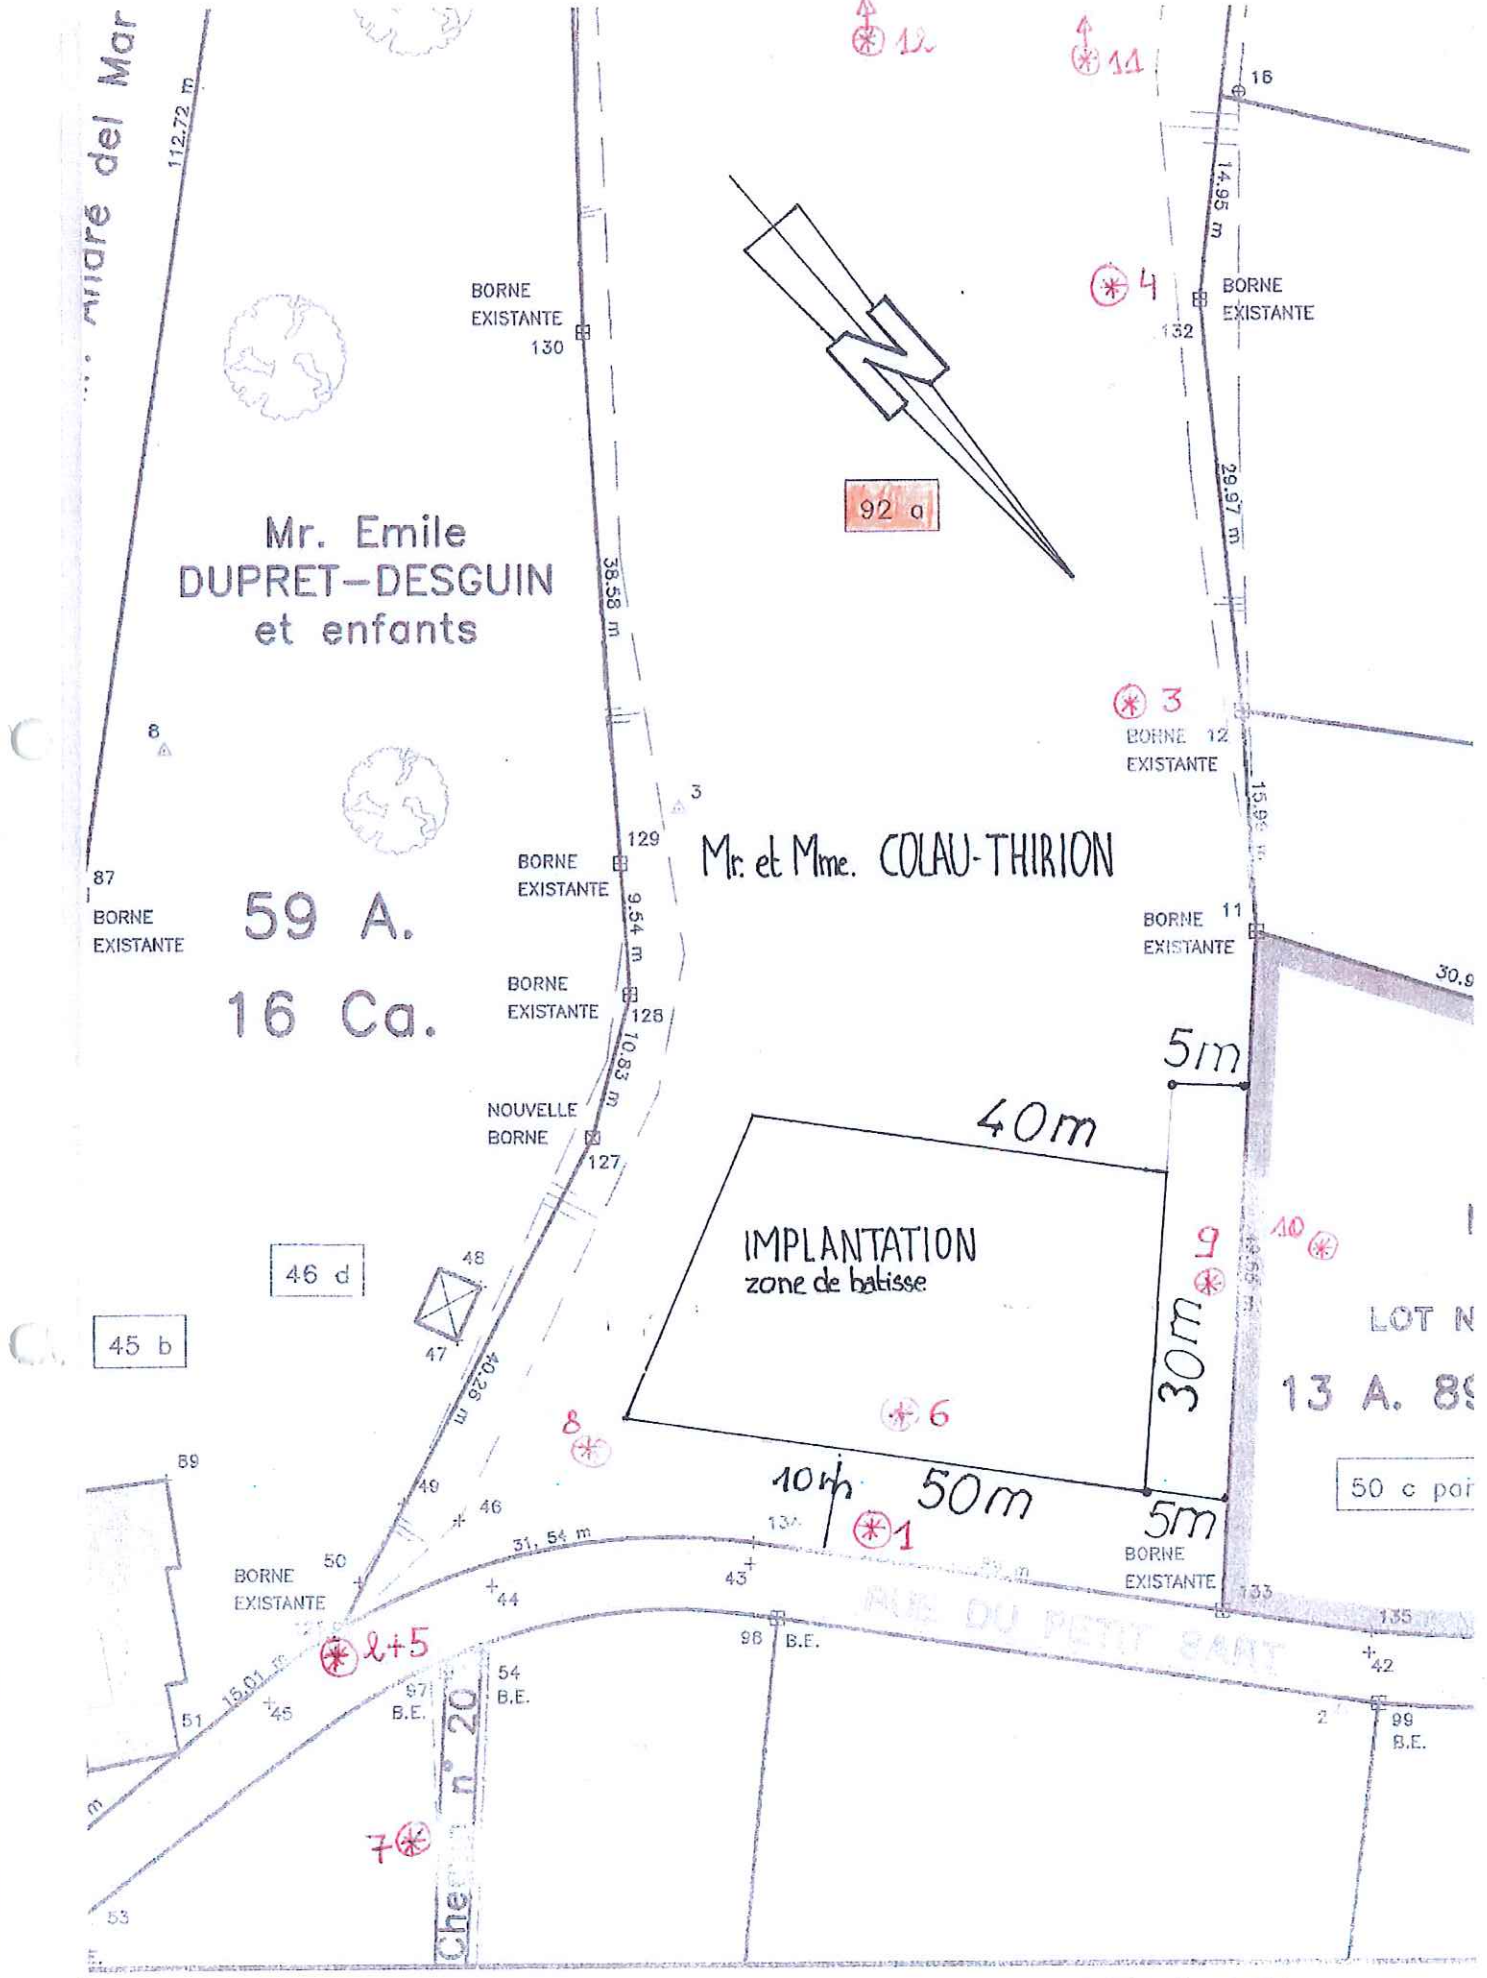 André del Mar
112.72 m
12
11
16
14.95 m
4
BORNE
EXISTANTE
132
BORNE
EXISTANTE
130
N
29.97 m
92 a
Mr. Emile
DUPRET-DESGUIN
et enfants
38.58 m
3
BORNE 12
EXISTANTE
8
3
129
Mr. et Mme. COLAU-THIRION
BORNE
EXISTANTE
87
BORNE
EXISTANTE
59 A.
16 Ca.
9.54 m
BORNE 11
EXISTANTE
30.9
BORNE
EXISTANTE
128
10.83 m
5m
NOUVELLE
BORNE
127
40m
IMPLANTATION
zone de batisse
9
10
46 d
48
47
45 b
40.26 m
30m
LOT N
13 A. 89
8
6
89
49
46
10m
50m
5m
50 c par
1
134
31,54 m
50
BORNE
EXISTANTE
43
44
BORNE
EXISTANTE
133
RUE DU PETIT SART
135
98 B.E.
42
2+5
15.01 m
45
51
97
B.E.
54
B.E.
2
99
B.E.
n° 20
7
m
53